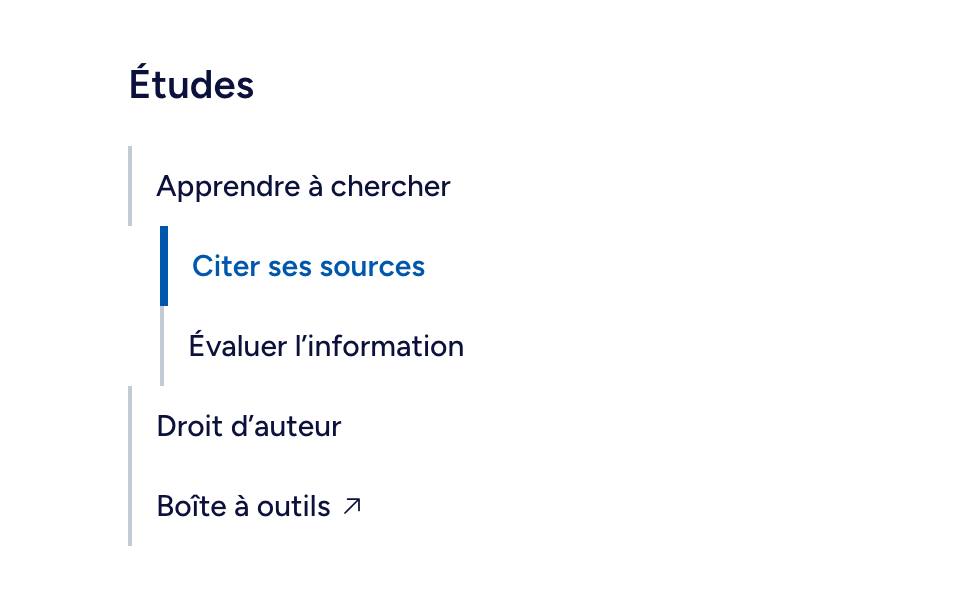 Études
Apprendre à chercher
Citer ses sources
Évaluer l’information
Droit d’auteur
Boîte à outils